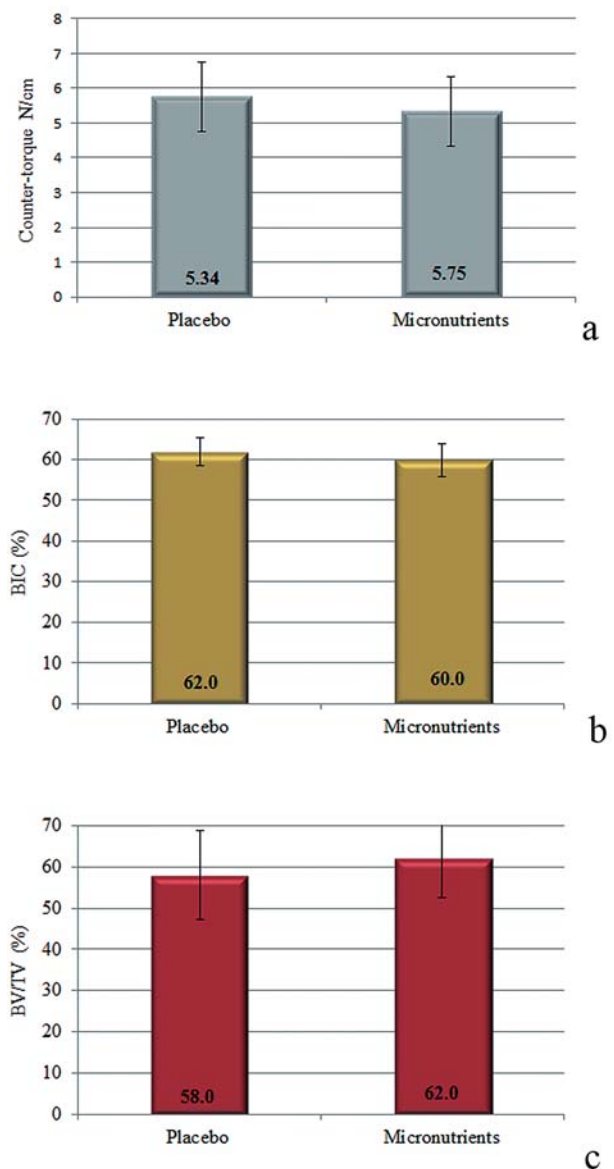 8
7
6
5
4
3
2
1
0
Counter-torque N/cm
5.34
5.75
Placebo
Micronutrients
a
70
60
50
40
30
20
10
0
BIC (%)
62.0
60.0
Placebo
Micronutrients
b
70
60
50
40
30
20
10
0
BV/TV (%)
58.0
62.0
Placebo
Micronutrients
c